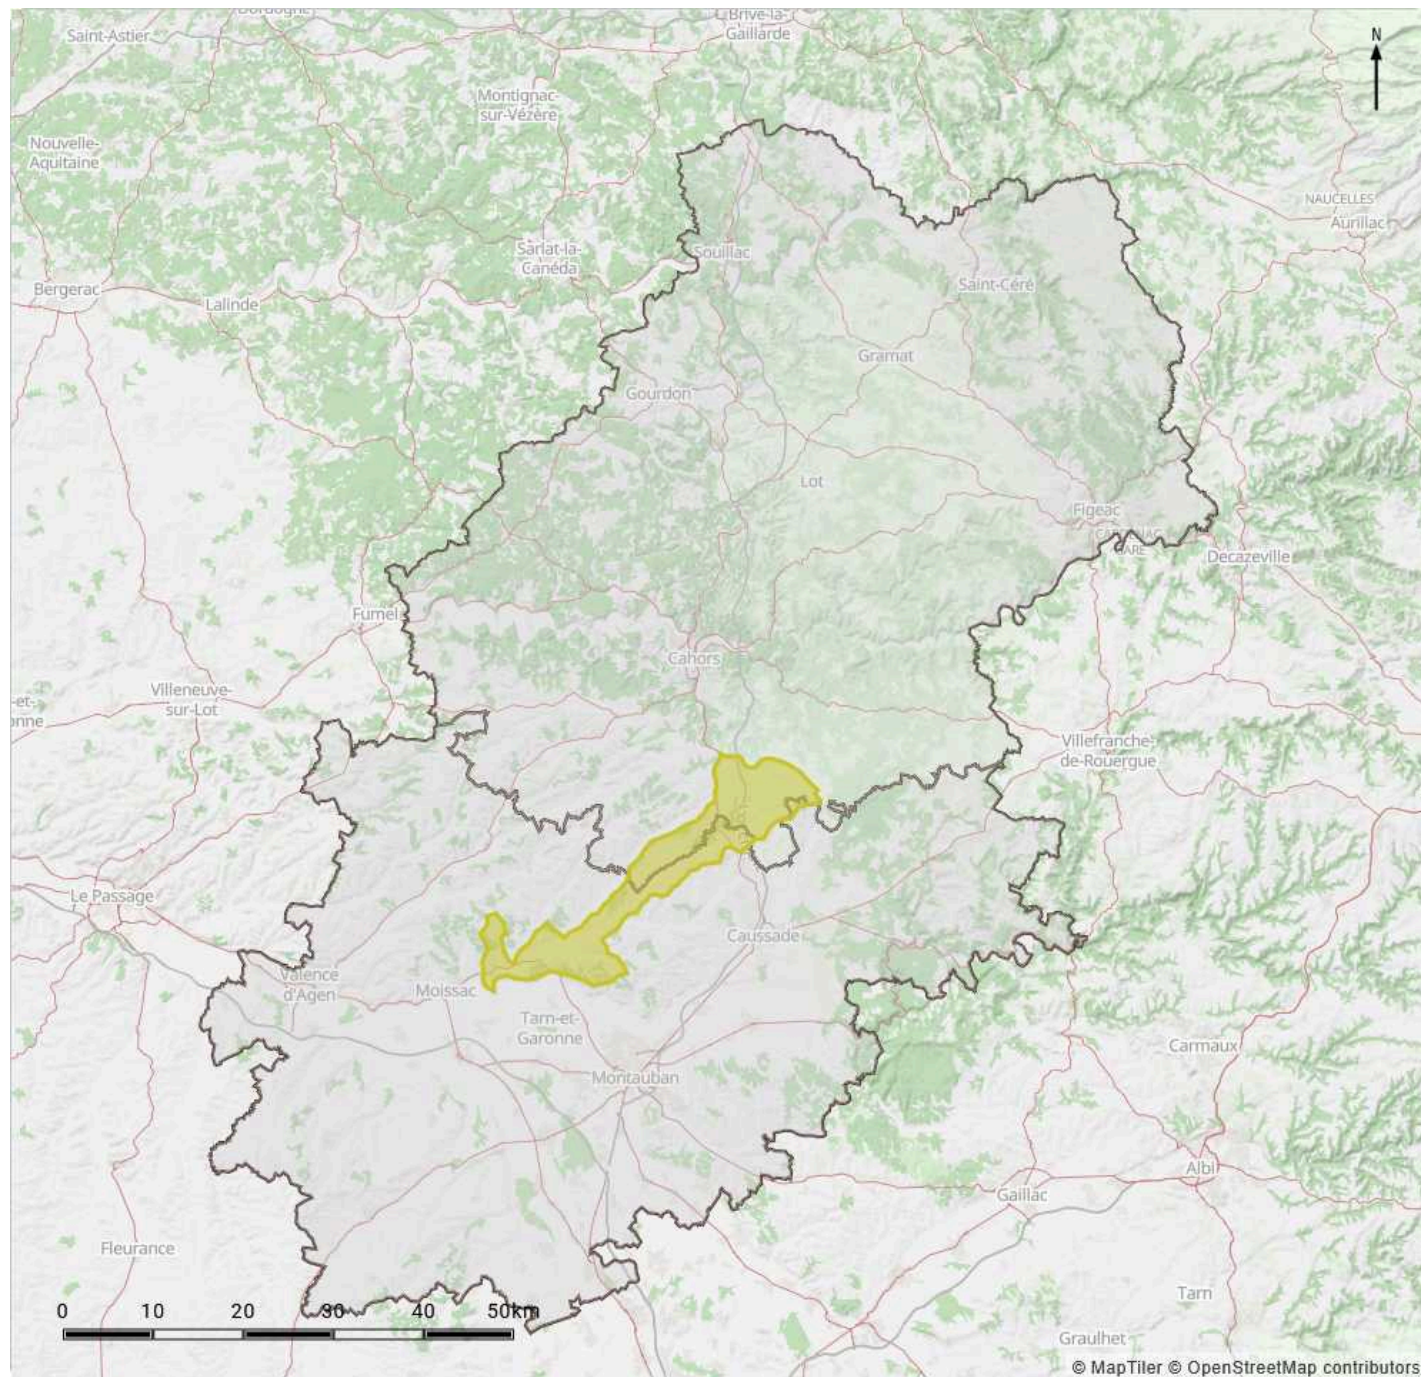 Dordogne
Brive-la-
Gaillarde
Saint-Astier
N
Montignac-
sur-Vézère
Nouvelle-
Aquitaine
NAUCELLES
Aurillac
Sarlat-la-
Canéda
Souillac
Saint-Céré
Bergerac
Lalinde
Gramat
Gourdon
Lot
Figeac
Decazeville
Fumel
Cahors
Villeneuve-
sur-Lot
-et-
onne
Villefranche-
de-Rouergue
Le Passage
Caussade
Valence
d'Agen
Moissac
Tarn-et-
Garonne
Carmaux
Montauban
Albi
Gaillac
Fleurance
Tarn
0 10 20 30 40 50km
Graulhet
© MapTiler © OpenStreetMap contributors